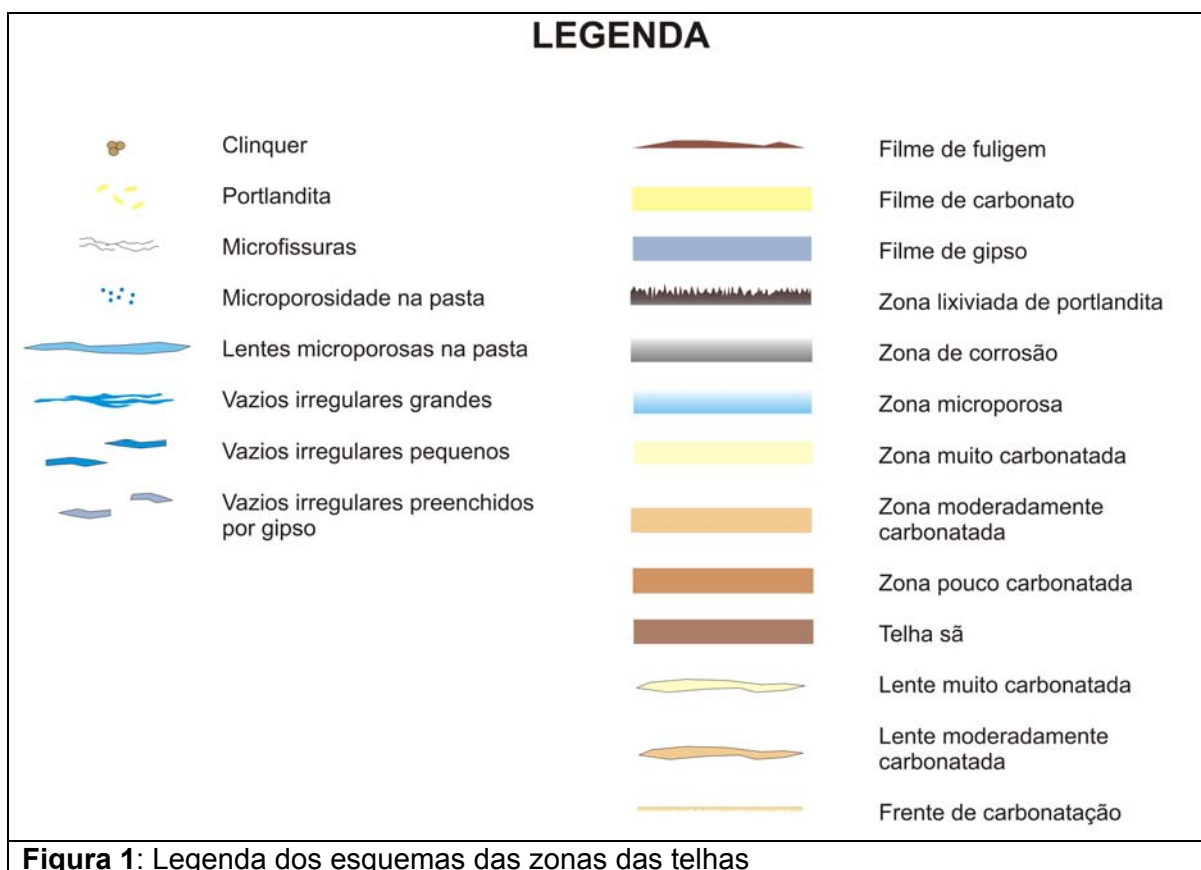 LEGENDA
Clinquer
Portlandita
Microfissuras
Microporosidade na pasta
Lentes microporosas na pasta
Vazios irregulares grandes
Vazios irregulares pequenos
Vazios irregulares preenchidos
por gipso
Filme de fuligem
Filme de carbonato
Filme de gipso
Zona lixiviada de portlandita
Zona de corrosão
Zona microporosa
Zona muito carbonatada
Zona moderadamente
carbonatada
Zona pouco carbonatada
Telha sã
Lente muito carbonatada
Lente moderadamente
carbonatada
Frente de carbonatação
Figura 1: Legenda dos esquemas das zonas das telhas